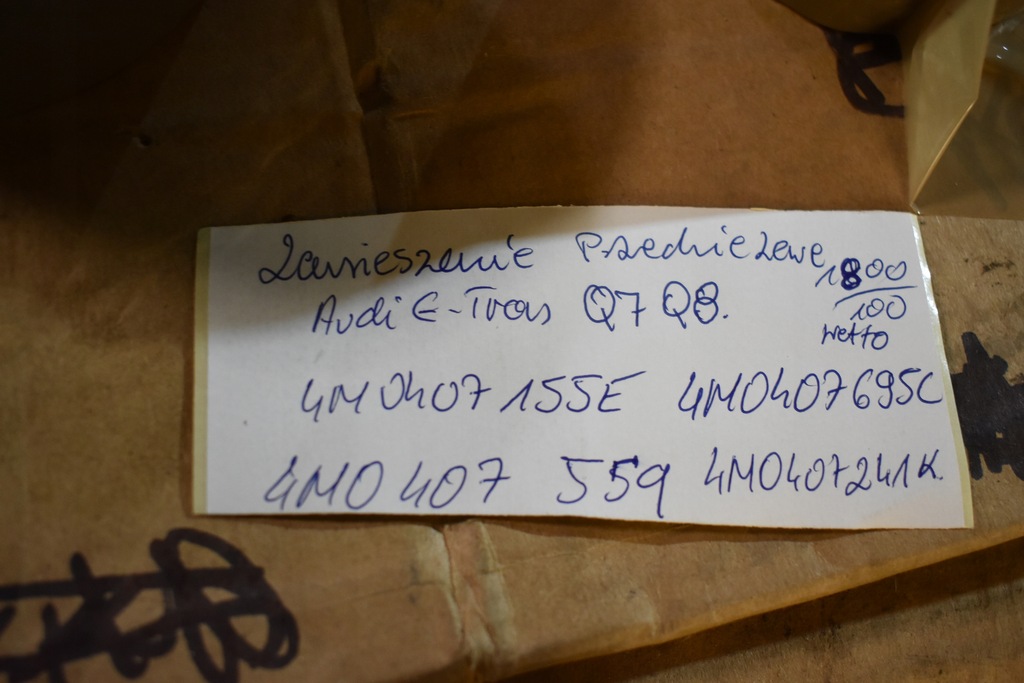 Zawieszenie Przednie Lewe
1800
Audi E-Tron Q7 Q8.
100
netto
4M0407155E 4M0407695C
4M0 407 559 4M0407241K.